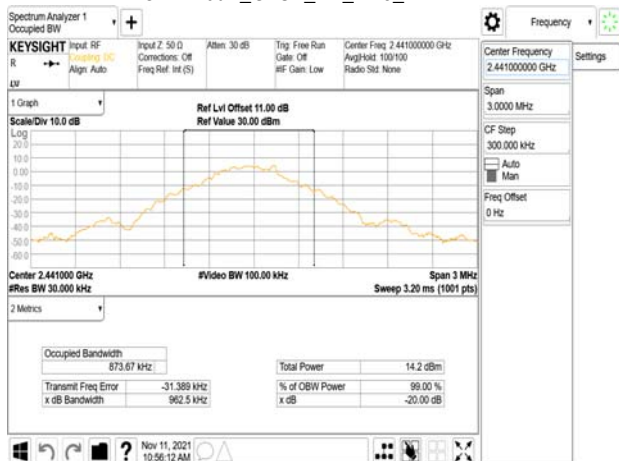 Spectrum Analyzer 1
Occupied BW
Frequency
KEYSIGHT
Input: RF
Coupling: DC
Align: Auto
R
LXI
Input Z: 50 Ω
Corrections: Off
Freq Ref: Int (S)
Atten: 30 dB
Trig: Free Run
Gate: Off
#IF Gain: Low
Center Freq: 2.441000000 GHz
Avg|Hold: 100/100
Radio Std: None
Center Frequency
2.441000000 GHz
Settings
Span
3.0000 MHz
CF Step
300.000 kHz
Auto
Man
Freq Offset
0 Hz
1 Graph
Scale/Div 10.0 dB
Ref Lvl Offset 11.00 dB
Ref Value 30.00 dBm
Log
20.0
10.0
0.00
-10.0
-20.0
-30.0
-40.0
-50.0
-60.0
Center 2.441000 GHz
#Res BW 30.000 kHz
#Video BW 100.00 kHz
Span 3 MHz
Sweep 3.20 ms (1001 pts)
2 Metrics
Occupied Bandwidth
873.67 kHz
Total Power 14.2 dBm
Transmit Freq Error -31.389 kHz
% of OBW Power 99.00 %
x dB Bandwidth 962.5 kHz
x dB -20.00 dB
?
Nov 11, 2021
10:56:12 AM